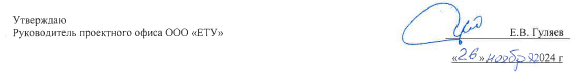 Утверждаю
Руководитель проектного офиса ООО «ЕТУ»
Е.В. Гуляев
«26» ноября 2024 г